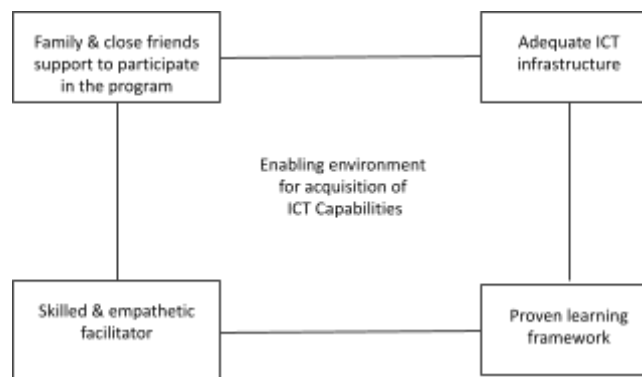 Family & close friends
support to participate
in the program
Adequate ICT
infrastructure
Enabling environment
for acquisition of
ICT Capabilities
Skilled & empathetic
facilitator
Proven learning
framework